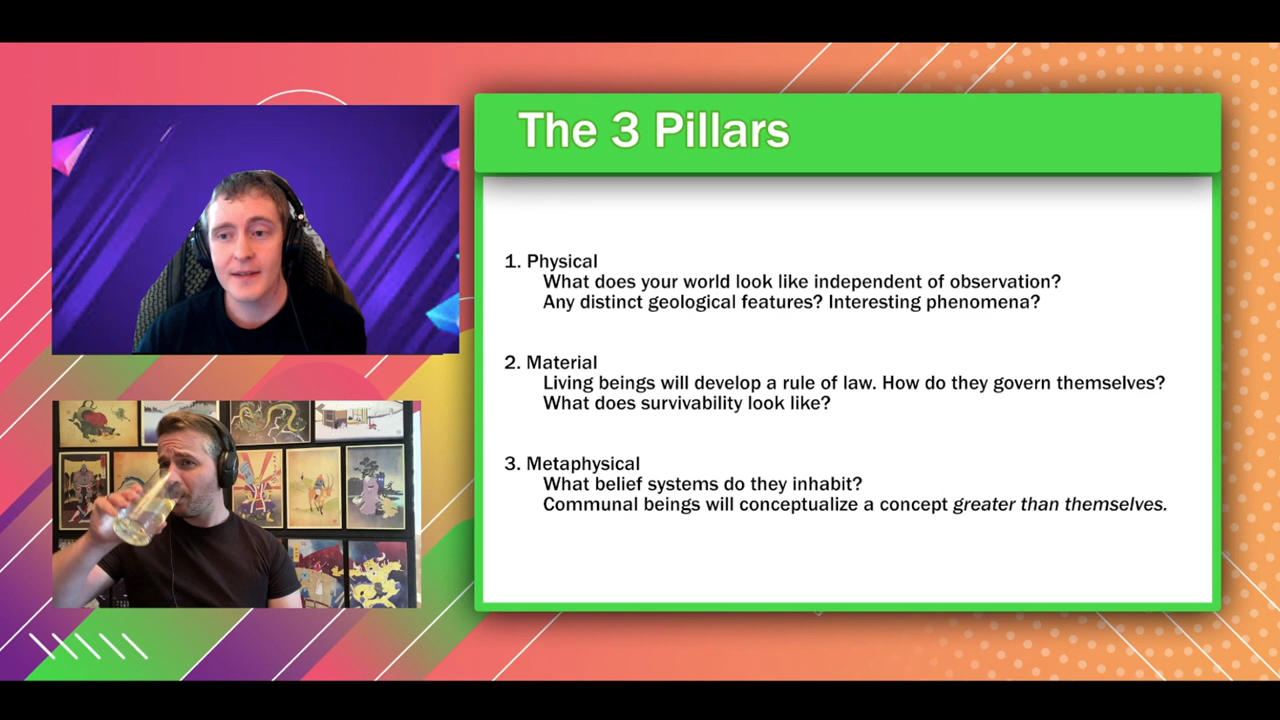 The 3 Pillars
1. Physical
What does your world look like independent of observation?
Any distinct geological features? Interesting phenomena?
2. Material
Living beings will develop a rule of law. How do they govern themselves?
What does survivability look like?
3. Metaphysical
What belief systems do they inhabit?
Communal beings will conceptualize a concept greater than themselves.